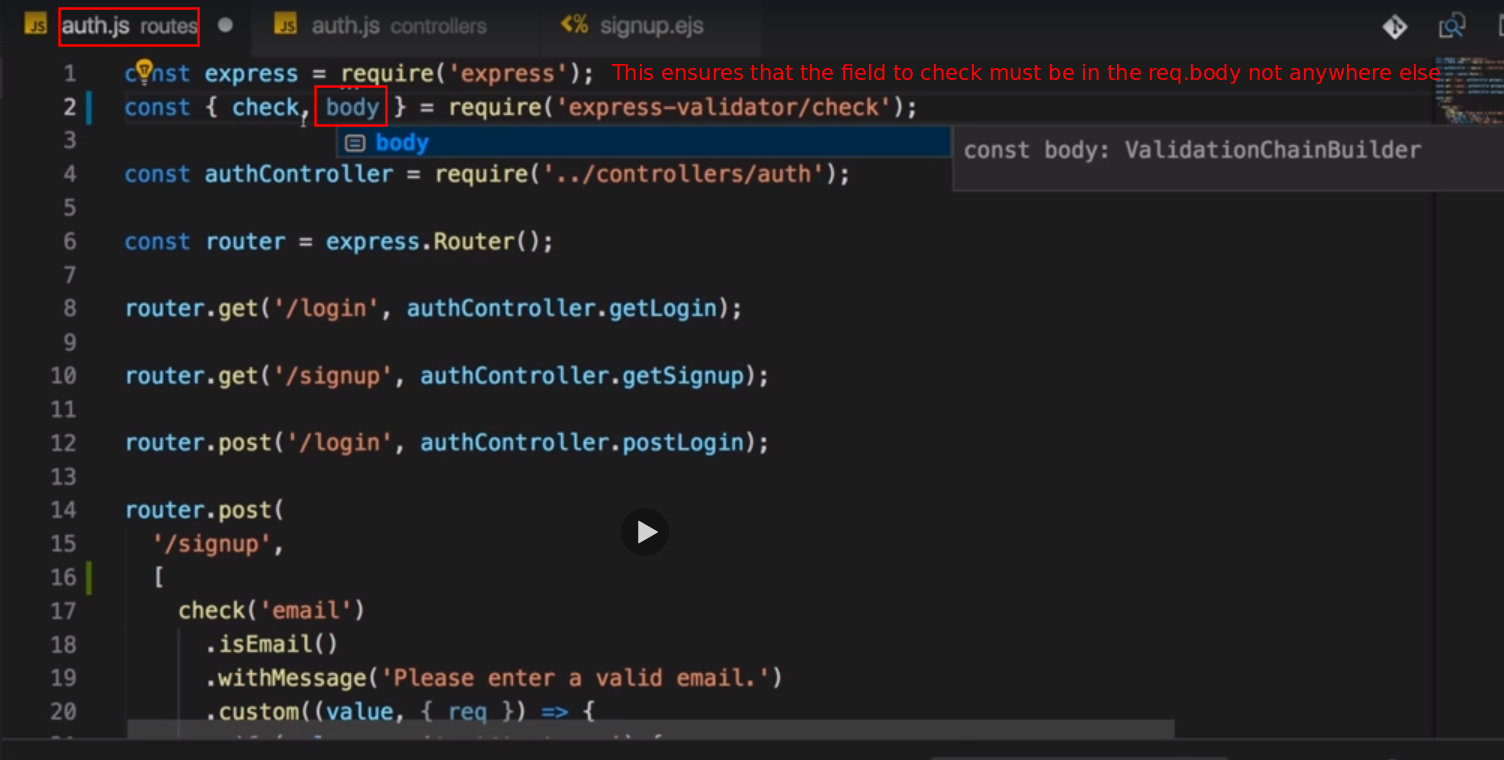 auth.js routes auth.js controllers signup.ejs
1 const express = require('express'); This ensures that the field to check must be in the req.body not anywhere else
2 const { check, body } = require('express-validator/check');
3 body const body: ValidationChainBuilder
4 const authController = require('../controllers/auth');
5
6 const router = express.Router();
7
8 router.get('/login', authController.getLogin);
9
10 router.get('/signup', authController.getSignup);
11
12 router.post('/login', authController.postLogin);
13
14 router.post(
15 '/signup',
16 [
17 check('email')
18 .isEmail()
19 .withMessage('Please enter a valid email.')
20 .custom((value, { req }) => {